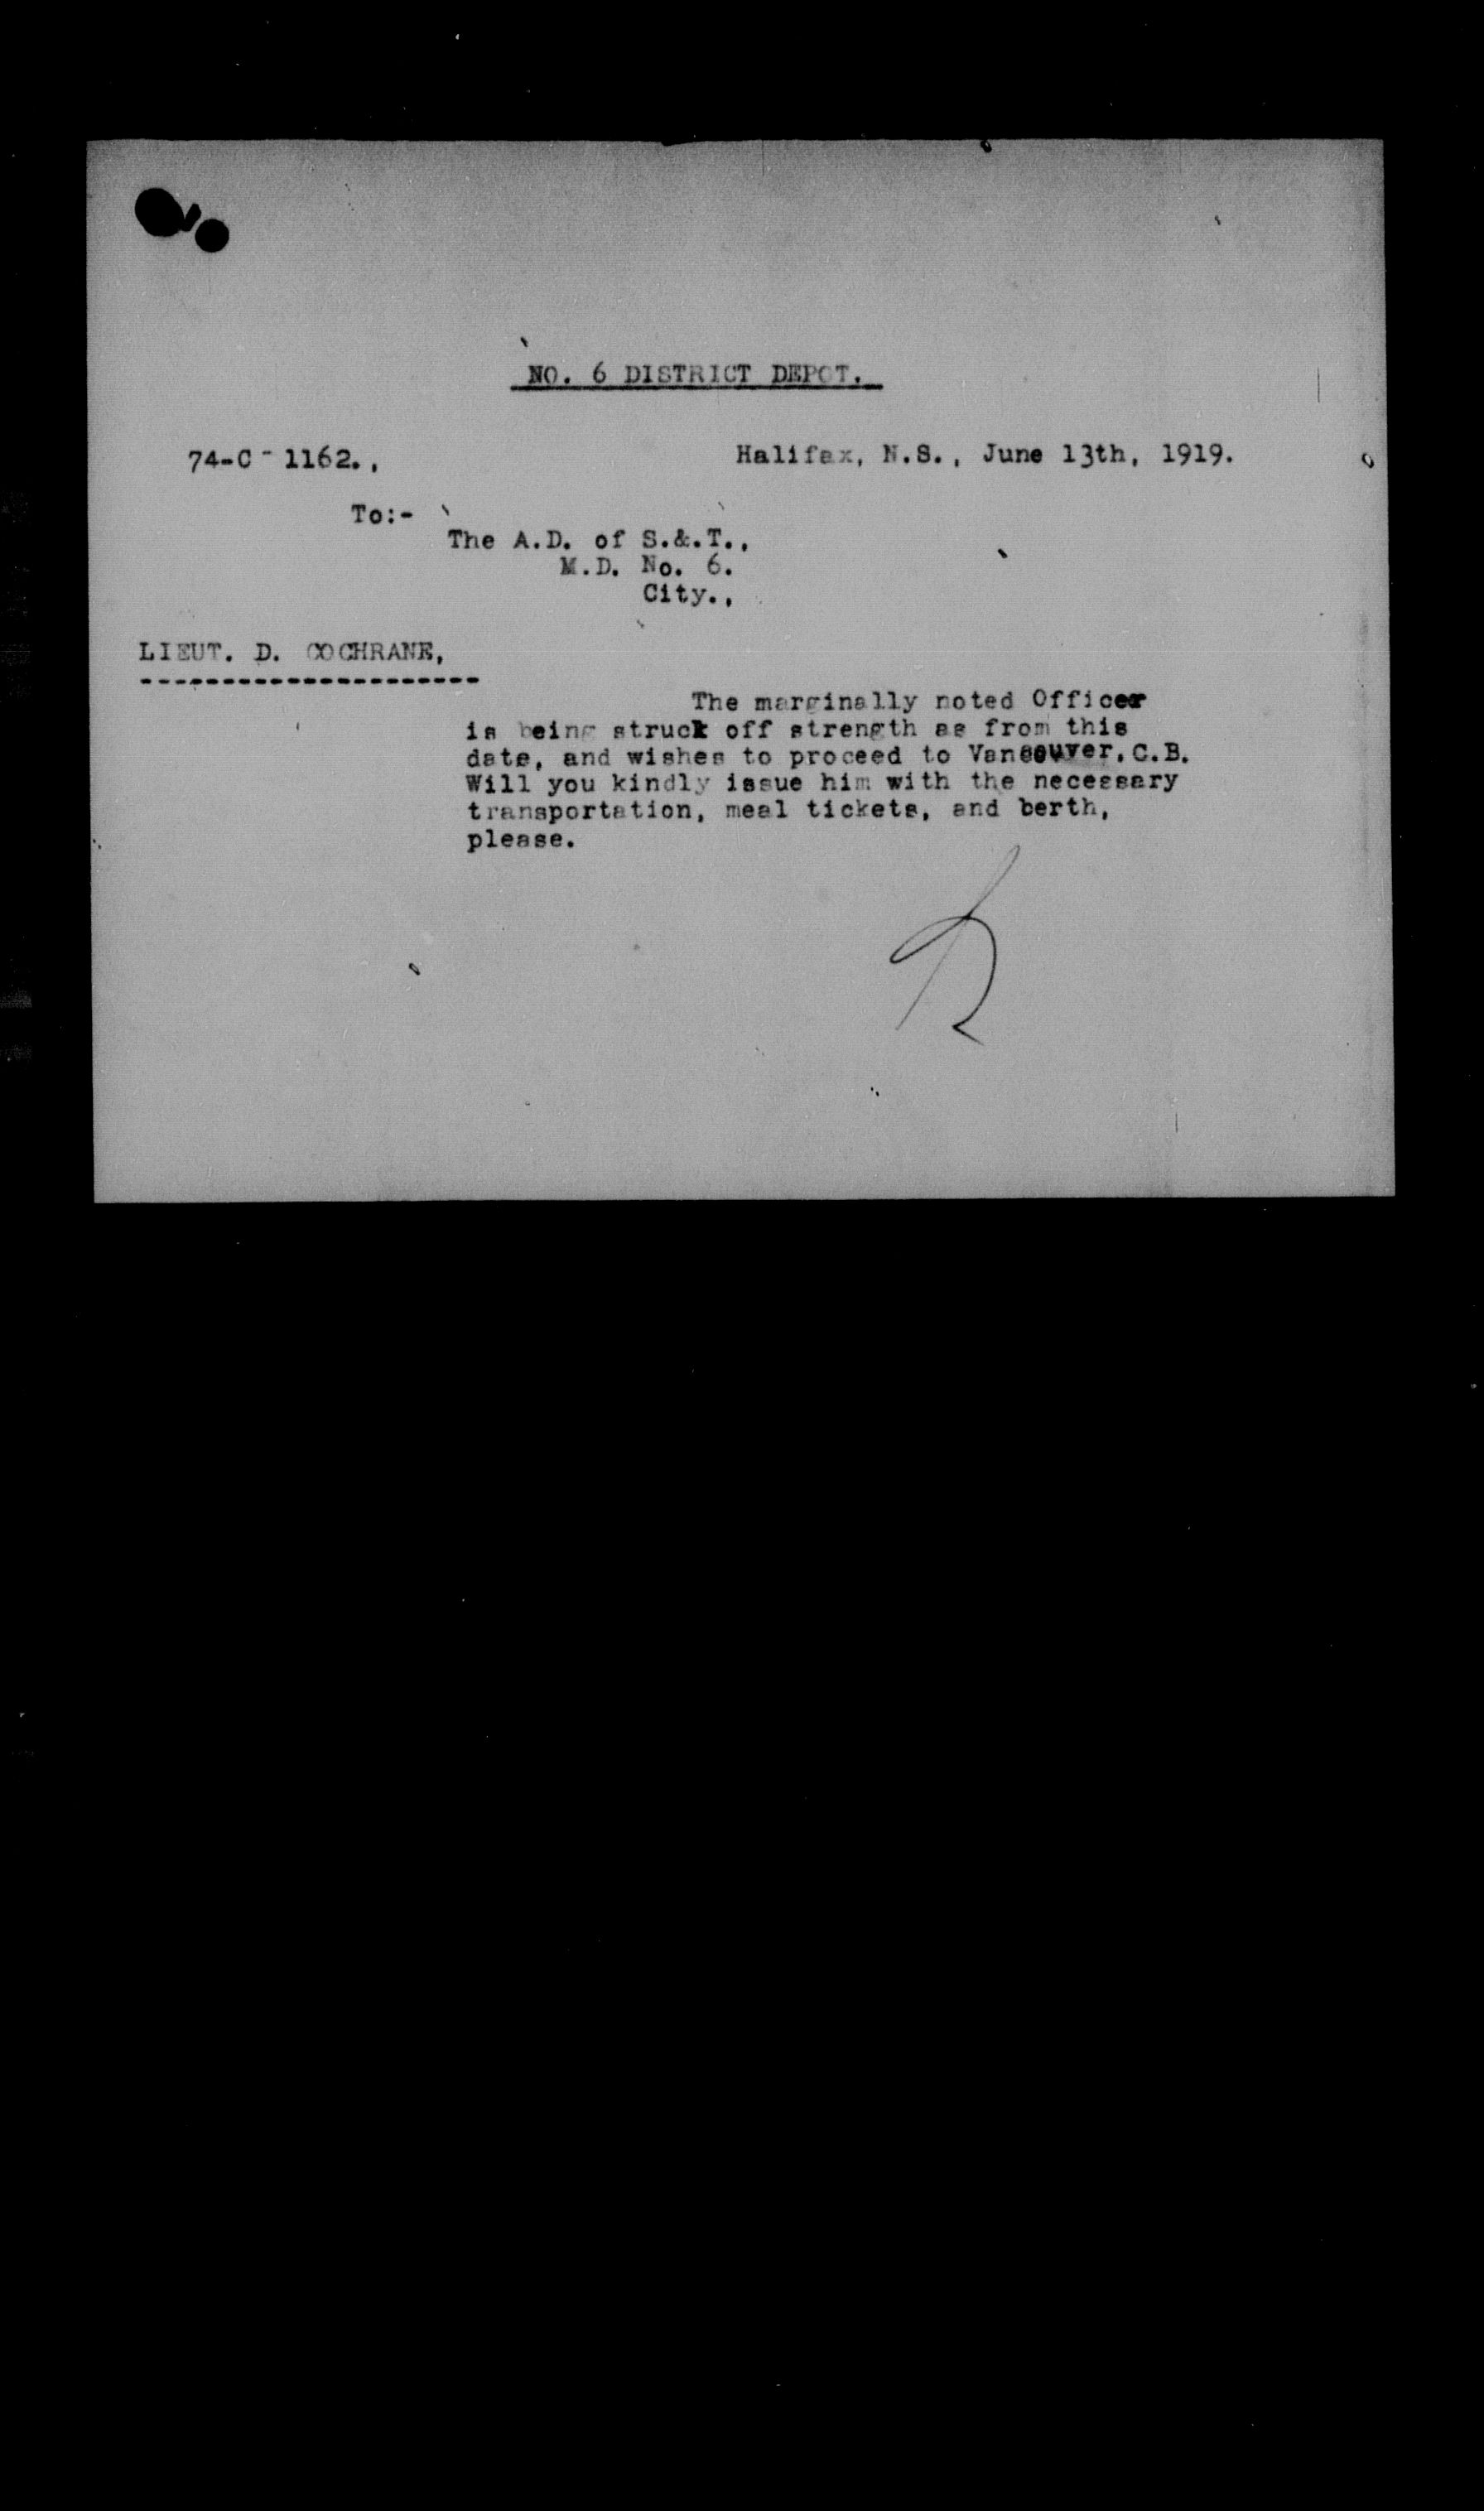 NO. 6 DISTRICT DEPOT.
74-C - 1162.,
Halifax, N.S., June 13th, 1919.
To:-
The A.D. of S.&.T.,
M.D. No. 6.
City.,
LIEUT. D. COCHRANE,
The marginally noted Officer
is being struck off strength as from this
date, and wishes to proceed to Vancouver, C.B.
Will you kindly issue him with the necessary
transportation, meal tickets, and berth,
please.